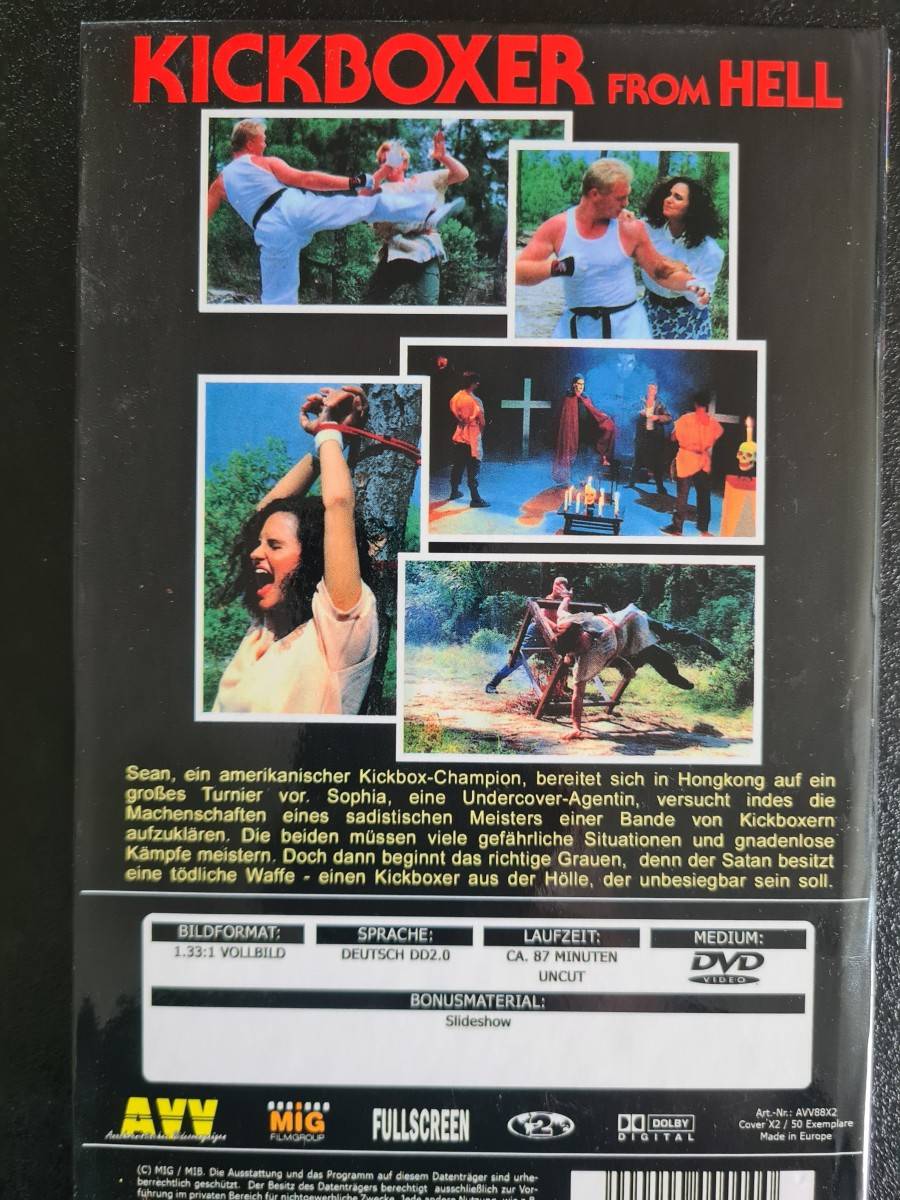 KICKBOXER FROM HELL
Sean, ein amerikanischer Kickbox-Champion, bereitet sich in Hongkong auf ein
großes Turnier vor. Sophia, eine Undercover-Agentin, versucht indes die
Machenschaften eines sadistischen Meisters einer Bande von Kickboxern
aufzuklären. Die beiden müssen viele gefährliche Situationen und gnadenlose
Kämpfe meistern. Doch dann beginnt das richtige Grauen, denn der Satan besitzt
eine tödliche Waffe - einen Kickboxer aus der Hölle, der unbesiegbar sein soll.
BILDFORMAT:
1.33:1 VOLLBILD
SPRACHE:
DEUTSCH DD2.0
LAUFZEIT:
CA. 87 MINUTEN
UNCUT
MEDIUM:
DVD
VIDEO
BONUSMATERIAL:
Slideshow
AVV
MIG
FILMGROUP
FULLSCREEN
2
DOLBY
DIGITAL
Art.-Nr.: AVV88X2
Cover X2 / 50 Exemplare
Made in Europe
(C) MIG / MIB. Die Ausstattung und das Programm auf diesem Datenträger sind urhe-
berrechtlich geschützt. Der Besitz des Datenträgers berechtigt ausschließlich zur Vor-
führung im privaten Bereich für nichtgewerbliche Zwecke. Jede andere Nutzung, wie z.B.